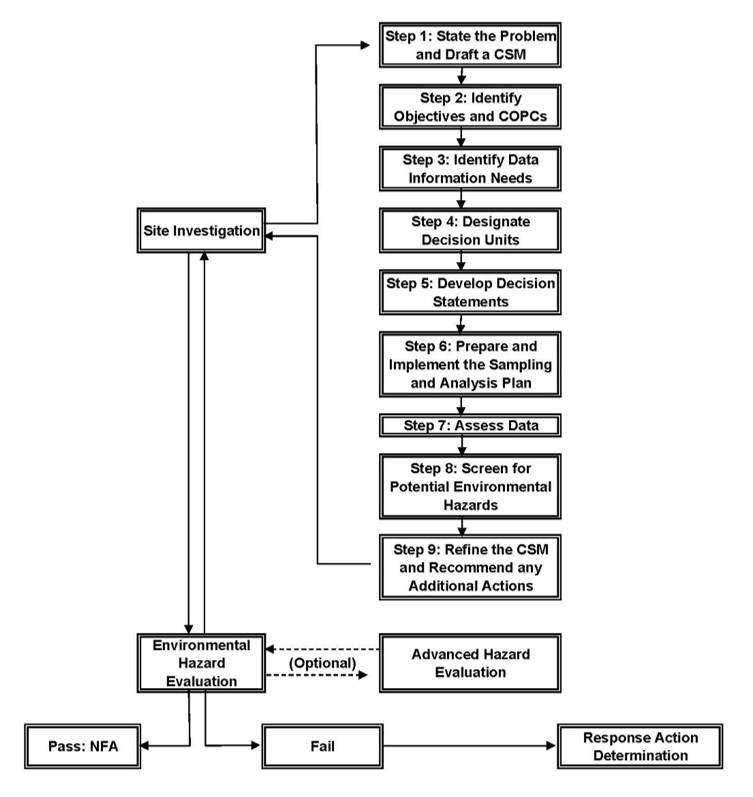 Step 1: State the Problem
and Draft a CSM
Step 2: Identify
Objectives and COPCs
Step 3: Identify Data
Information Needs
Site Investigation
Step 4: Designate
Decision Units
Step 5: Develop Decision
Statements
Step 6: Prepare and
Implement the Sampling
and Analysis Plan
Step 7: Assess Data
Step 8: Screen for
Potential Environmental
Hazards
Step 9: Refine the CSM
and Recommend any
Additional Actions
Environmental
Hazard
Evaluation
(Optional)
Advanced Hazard
Evaluation
Pass: NFA
Fail
Response Action
Determination